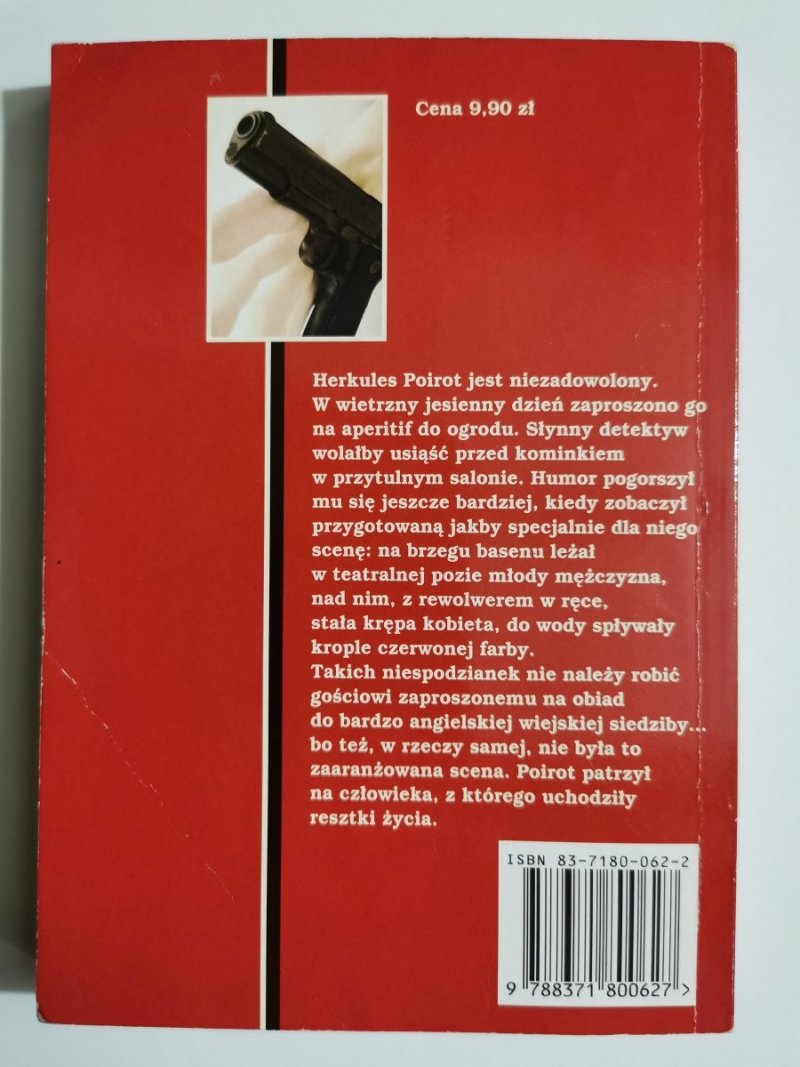 Cena 9,90 zł
Herkules Poirot jest niezadowolony.
W wietrzny jesienny dzień zaproszono go
na aperitif do ogrodu. Słynny detektyw
wolałby usiąść przed kominkiem
w przytulnym salonie. Humor pogorszył
mu się jeszcze bardziej, kiedy zobaczył
przygotowaną jakby specjalnie dla niego
scenę: na brzegu basenu leżał
w teatralnej pozie młody mężczyzna,
nad nim, z rewolwerem w ręce,
stała krępa kobieta, do wody spływały
krople czerwonej farby.
Takich niespodzianek nie należy robić
gościowi zaproszonemu na obiad
do bardzo angielskiej wiejskiej siedziby...
bo też, w rzeczy samej, nie była to
zaaranżowana scena. Poirot patrzył
na człowieka, z którego uchodziły
resztki życia.
ISBN 83-7180-062-2
9 788371 800627 >